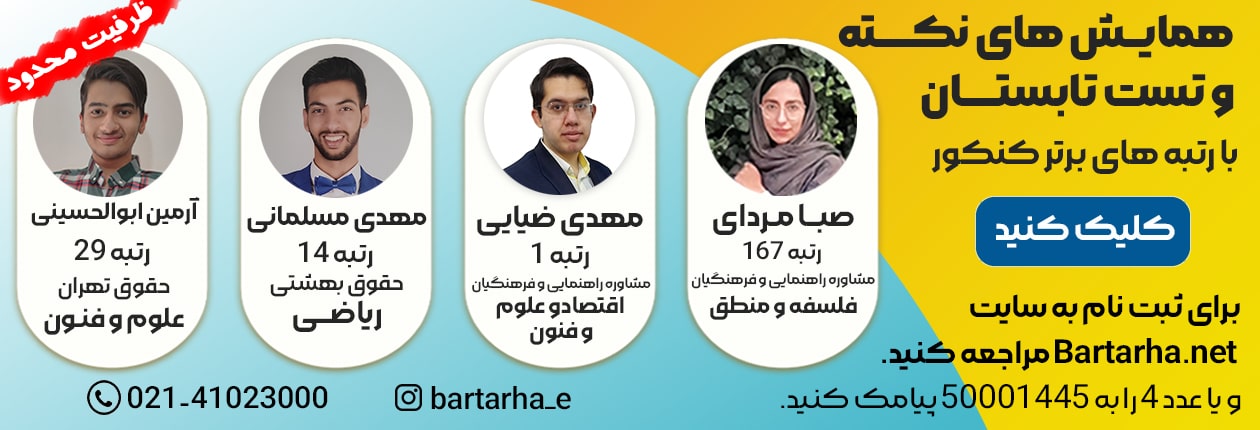 همایش های نکته
و تست تابستان
با رتبه های برتر کنکور
کلیک کنید
برای ثبت نام به سایت
Bartarha.net مراجعه کنید.
و یا عدد 4 را به 50001445 پیامک کنید.
صبا مردای
رتبه 167
مشاوره راهنمایی و فرهنگیان
فلسفه و منطق
مهدی ضیایی
رتبه 1
مشاوره راهنمایی و فرهنگیان
اقتصاد و علوم
و فنون
مهدی مسلمانی
رتبه 14
حقوق بهشتی
ریاضی
ظرفیت محدود
آرمین ابوالحسینی
رتبه 29
حقوق تهران
علوم و فنون
bartarha_e
021-41023000